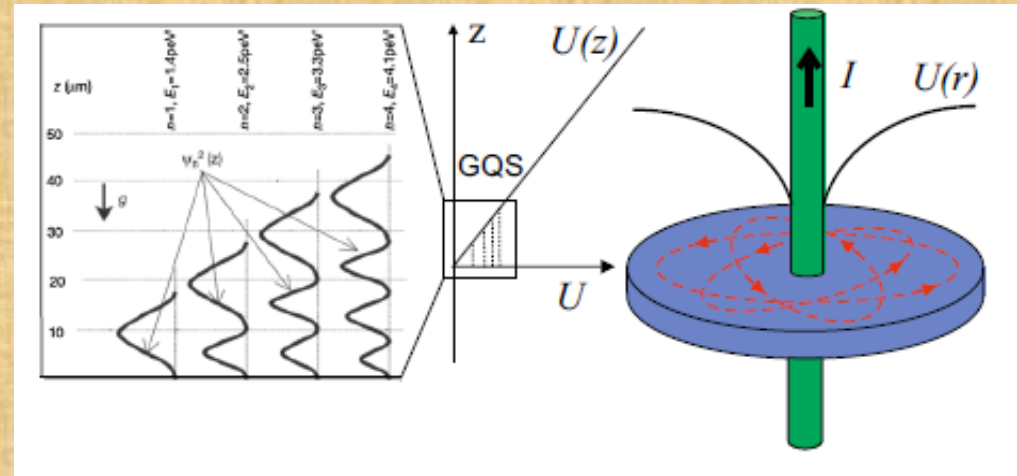 n=1, E₁=1.4peV
n=2, E₂=2.5peV
n=3, E₃=3.3peV
n=4, E₄=4.1peV
z (μm)
50
40
30
20
10
ψₙ² (z)
g
z
U(z)
GQS
U
I
U(r)